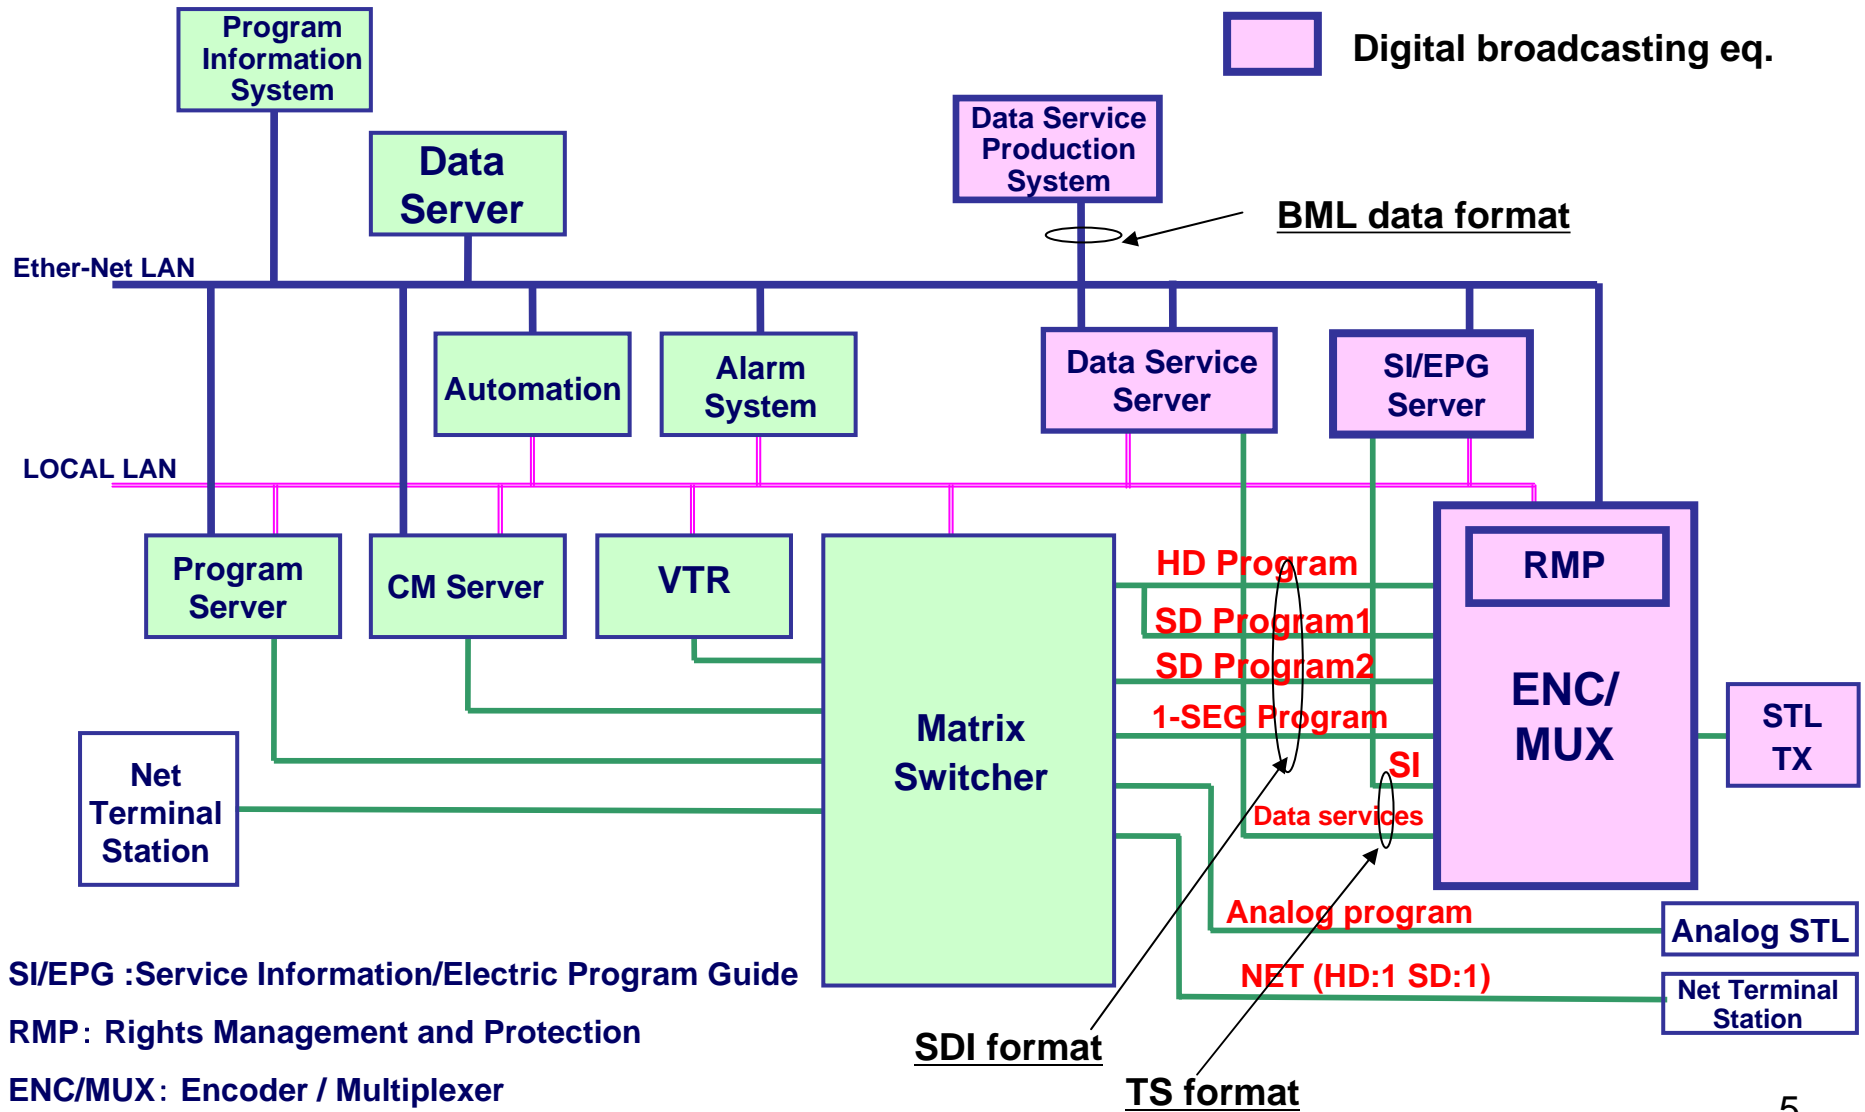 Program
Information
System
Digital broadcasting eq.
Data Service
Production
System
Data
Server
BML data format
Ether-Net LAN
Automation
Alarm
System
Data Service
Server
SI/EPG
Server
LOCAL LAN
Program
Server
CM Server
VTR
HD Program
RMP
SD Program1
SD Program2
1-SEG Program
Matrix
Switcher
ENC/
MUX
STL
TX
Net
Terminal
Station
SI
Data services
Analog program
Analog STL
NET (HD:1 SD:1)
Net Terminal
Station
SI/EPG :Service Information/Electric Program Guide
RMP: Rights Management and Protection
ENC/MUX: Encoder / Multiplexer
SDI format
TS format
5